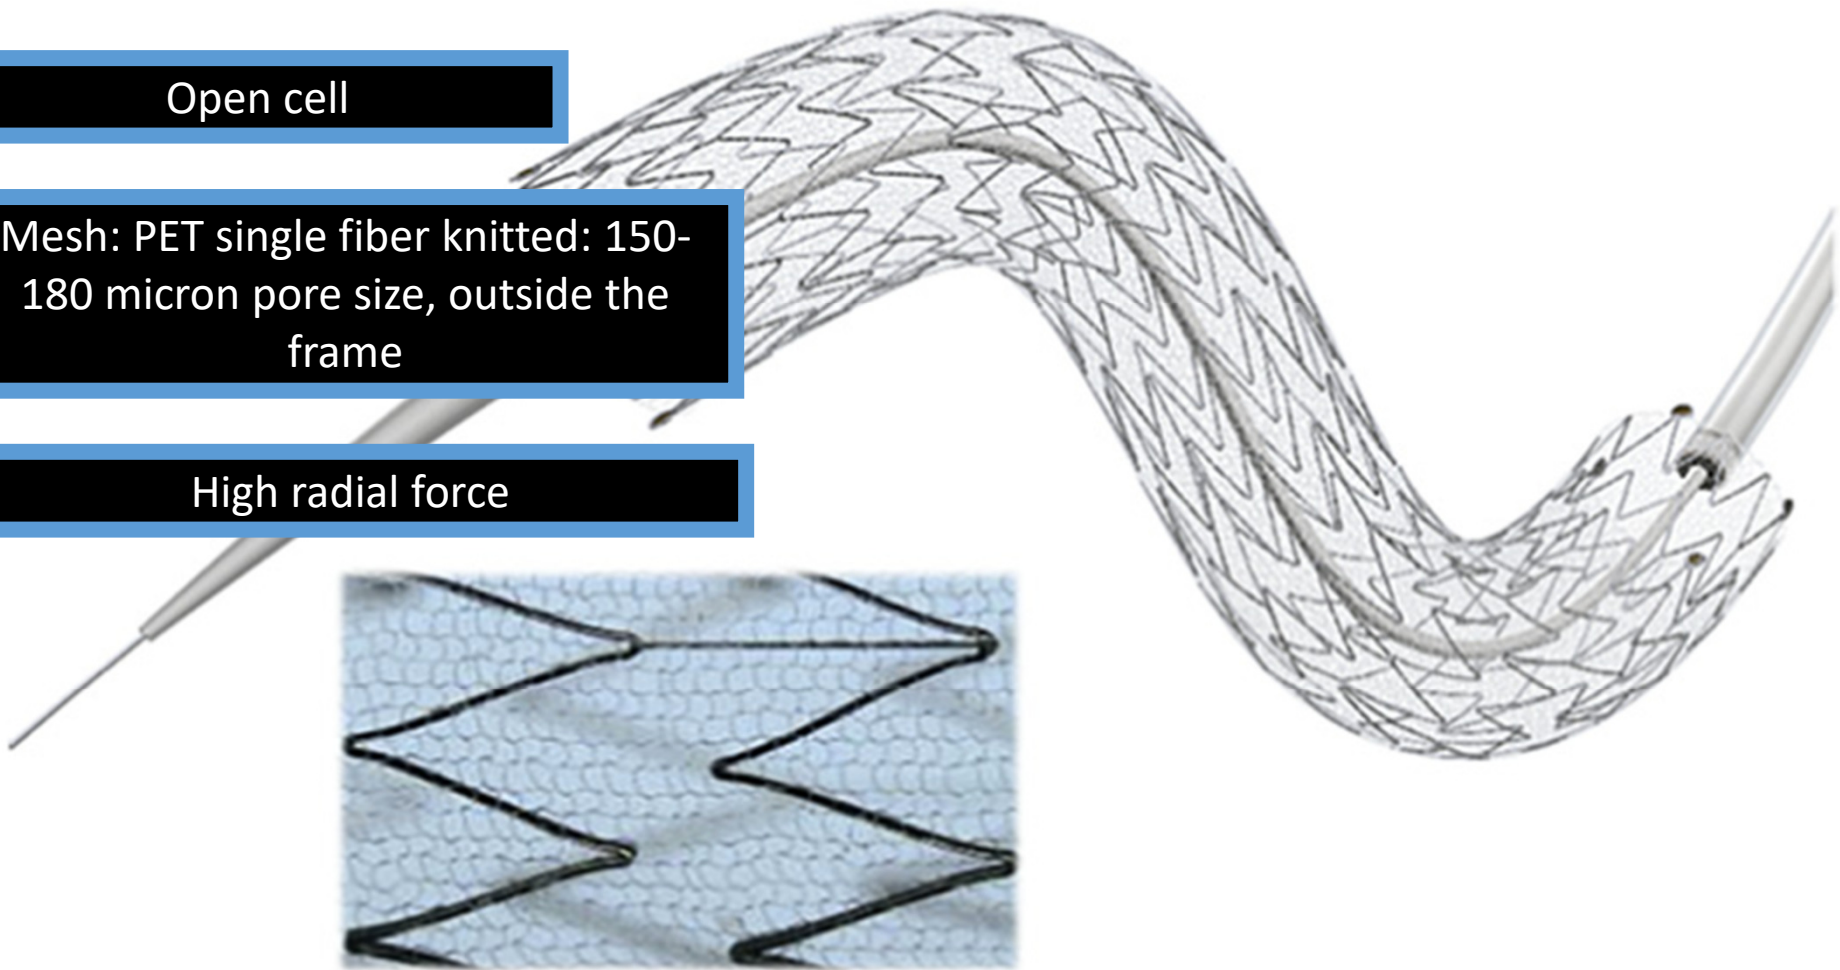 Open cell
Mesh: PET single fiber knitted: 150-
180 micron pore size, outside the
frame
High radial force